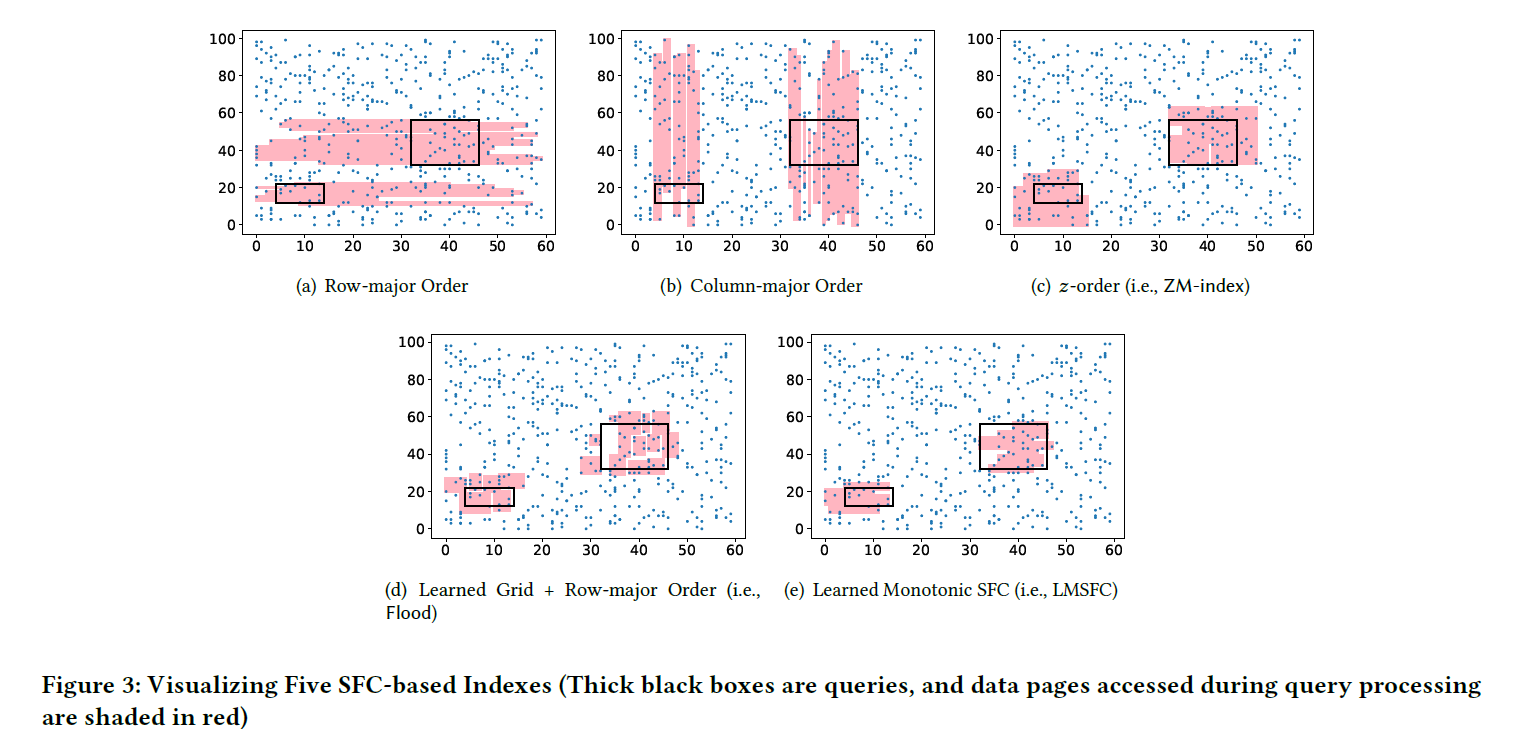 100
80
60
40
20
0
0 10 20 30 40 50 60
(a) Row-major Order
100
80
60
40
20
0
0 10 20 30 40 50 60
(b) Column-major Order
100
80
60
40
20
0
0 10 20 30 40 50 60
(c) z-order (i.e., ZM-index)
100
80
60
40
20
0
0 10 20 30 40 50 60
(d) Learned Grid + Row-major Order (i.e.,
Flood)
100
80
60
40
20
0
0 10 20 30 40 50 60
(e) Learned Monotonic SFC (i.e., LMSFC)
Figure 3: Visualizing Five SFC-based Indexes (Thick black boxes are queries, and data pages accessed during query processing
are shaded in red)